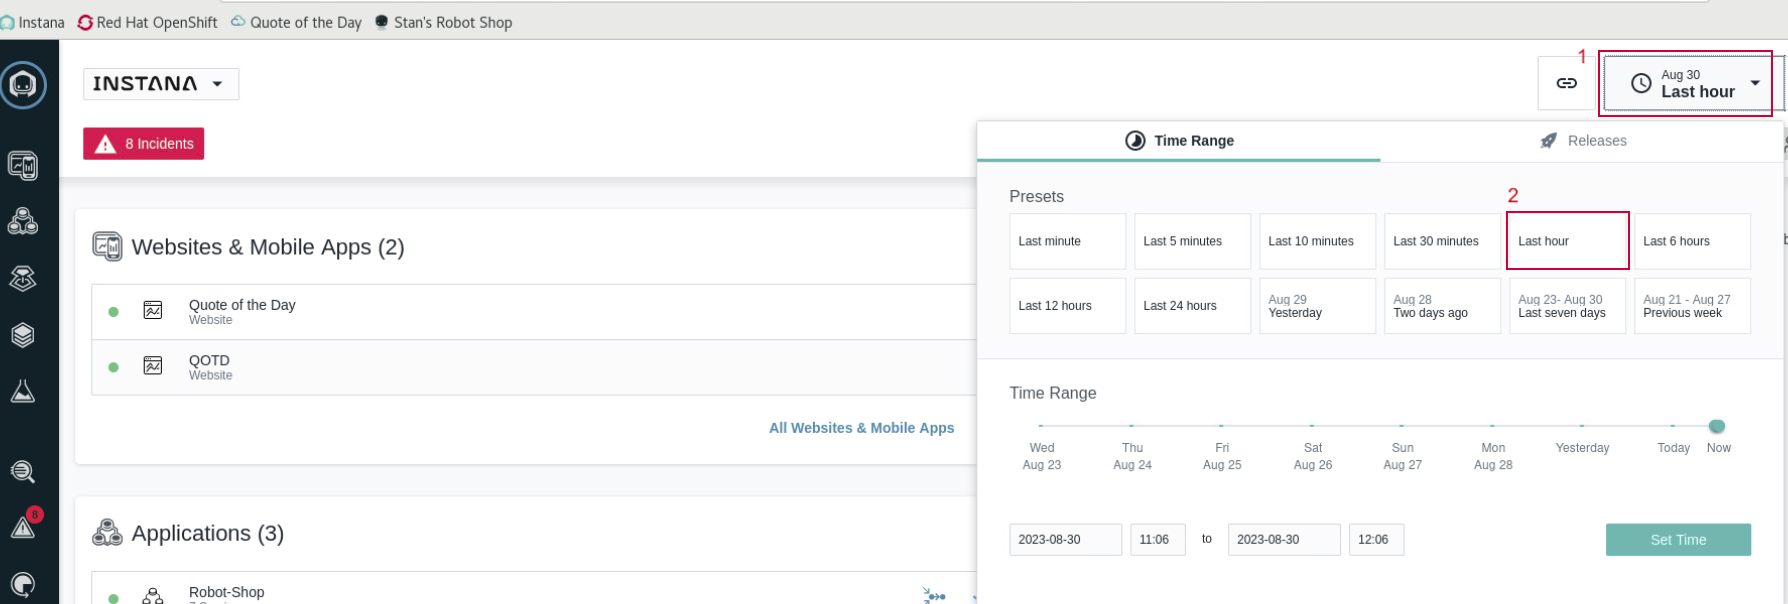 Instana Red Hat OpenShift Quote of the Day Stan's Robot Shop
INSTANA
1
Aug 30
Last hour
8 Incidents
Time Range
Releases
Presets
2
Last minute
Last 5 minutes
Last 10 minutes
Last 30 minutes
Last hour
Last 6 hours
Last 12 hours
Last 24 hours
Aug 29
Yesterday
Aug 28
Two days ago
Aug 23- Aug 30
Last seven days
Aug 21 - Aug 27
Previous week
Websites & Mobile Apps (2)
Quote of the Day
Website
QOTD
Website
All Websites & Mobile Apps
Time Range
Wed
Aug 23
Thu
Aug 24
Fri
Aug 25
Sat
Aug 26
Sun
Aug 27
Mon
Aug 28
Yesterday
Today
Now
2023-08-30 11:06 to 2023-08-30 12:06
Set Time
8
Applications (3)
Robot-Shop